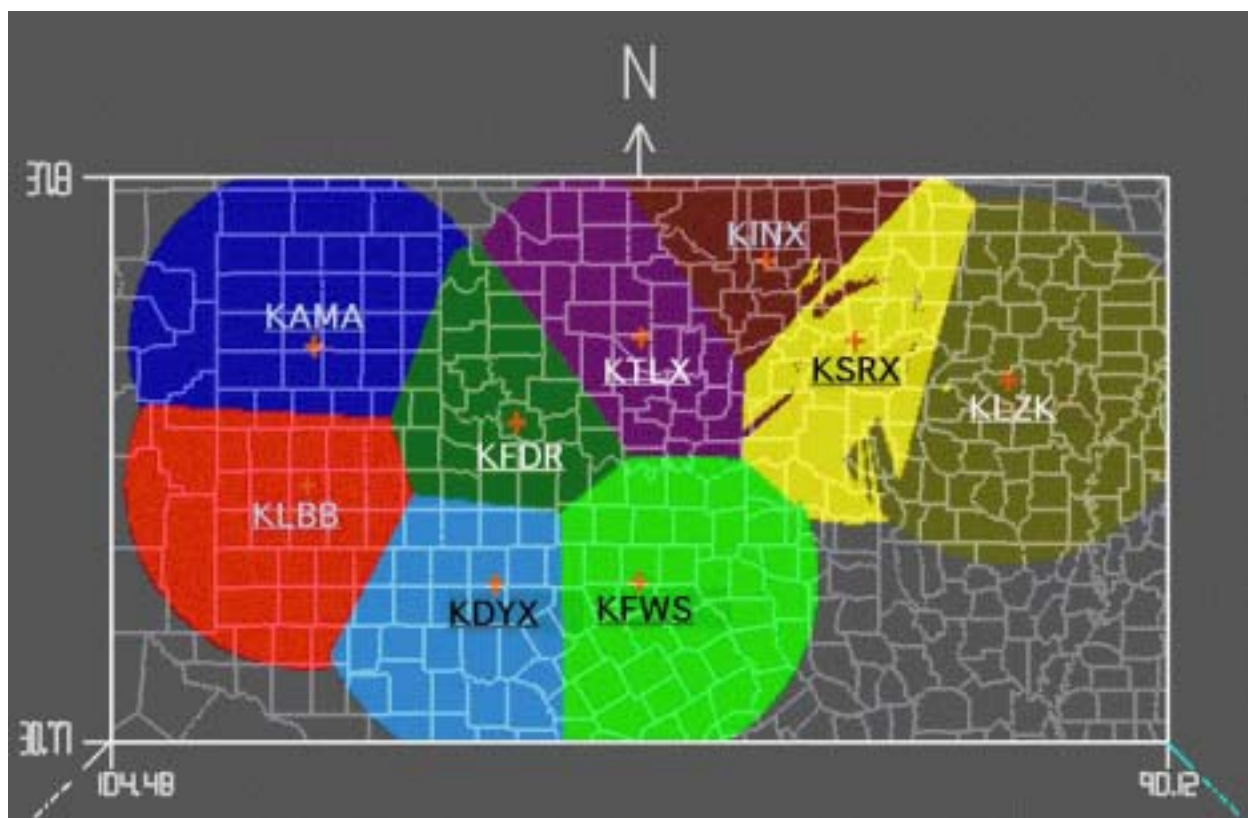 N
37.8
KINX
KAMA
KTLX
KSRX
KLZK
KFDR
KLBB
KDYX
KFWS
30.77
104.48
90.12